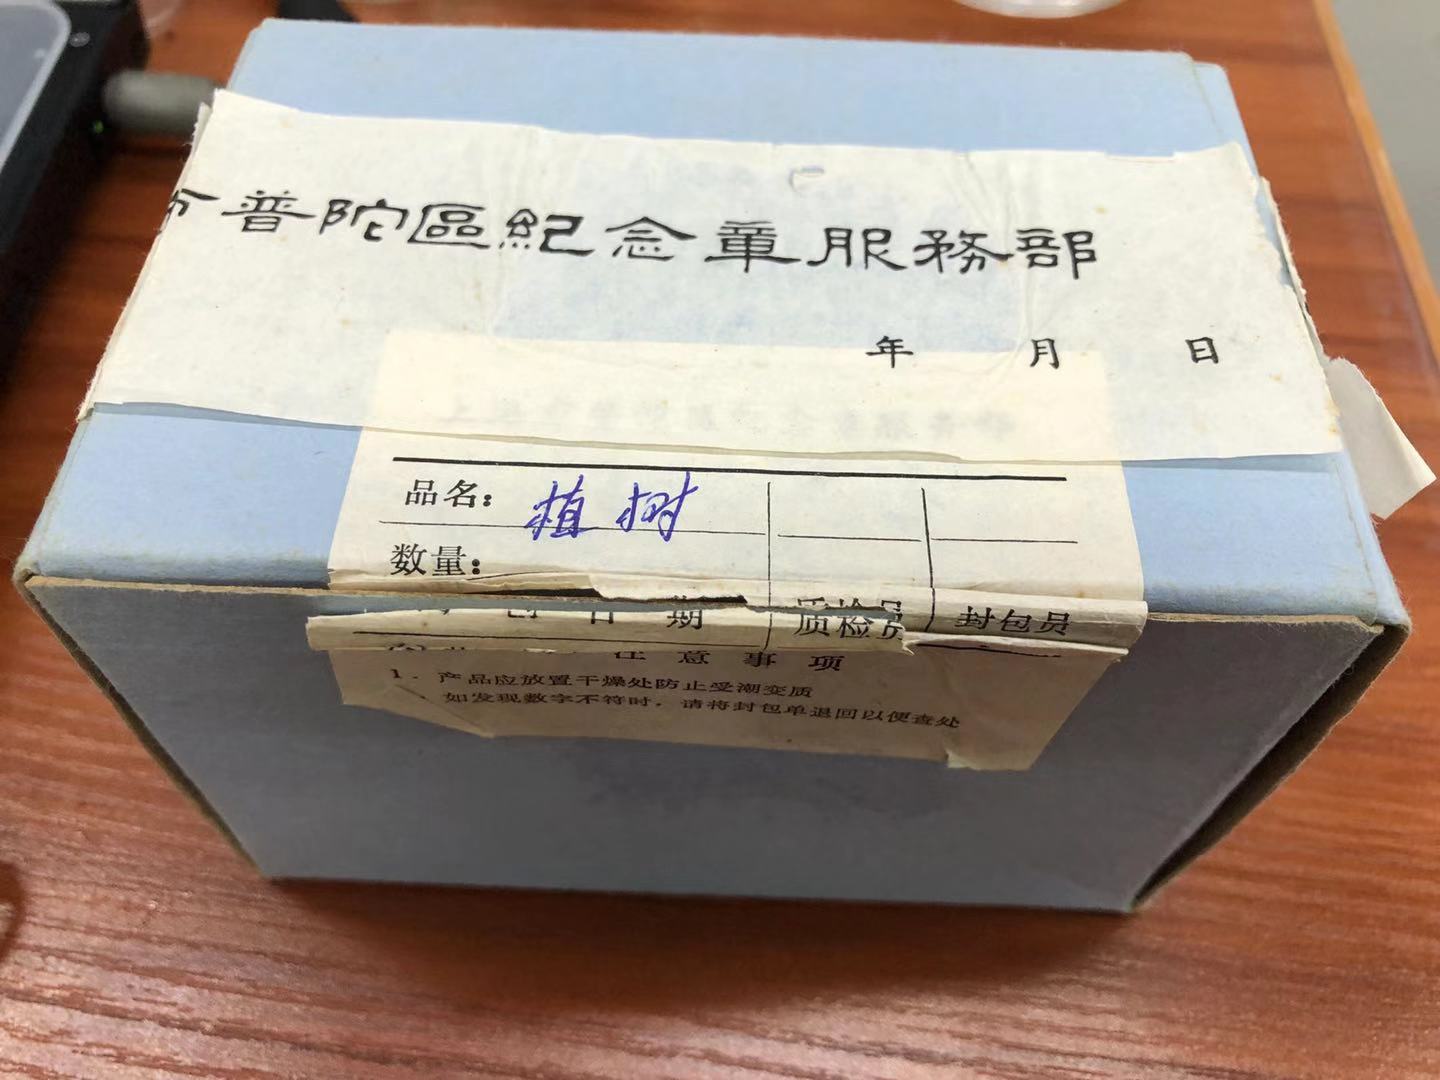 普陀區紀念章服務部
年 月 日
品名： 植树
数量：
日 期 质检员 封包员
注 意 事 项
1．产品应放置干燥处防止受潮变质
如发现数字不符时，请将封包单退回以便查处